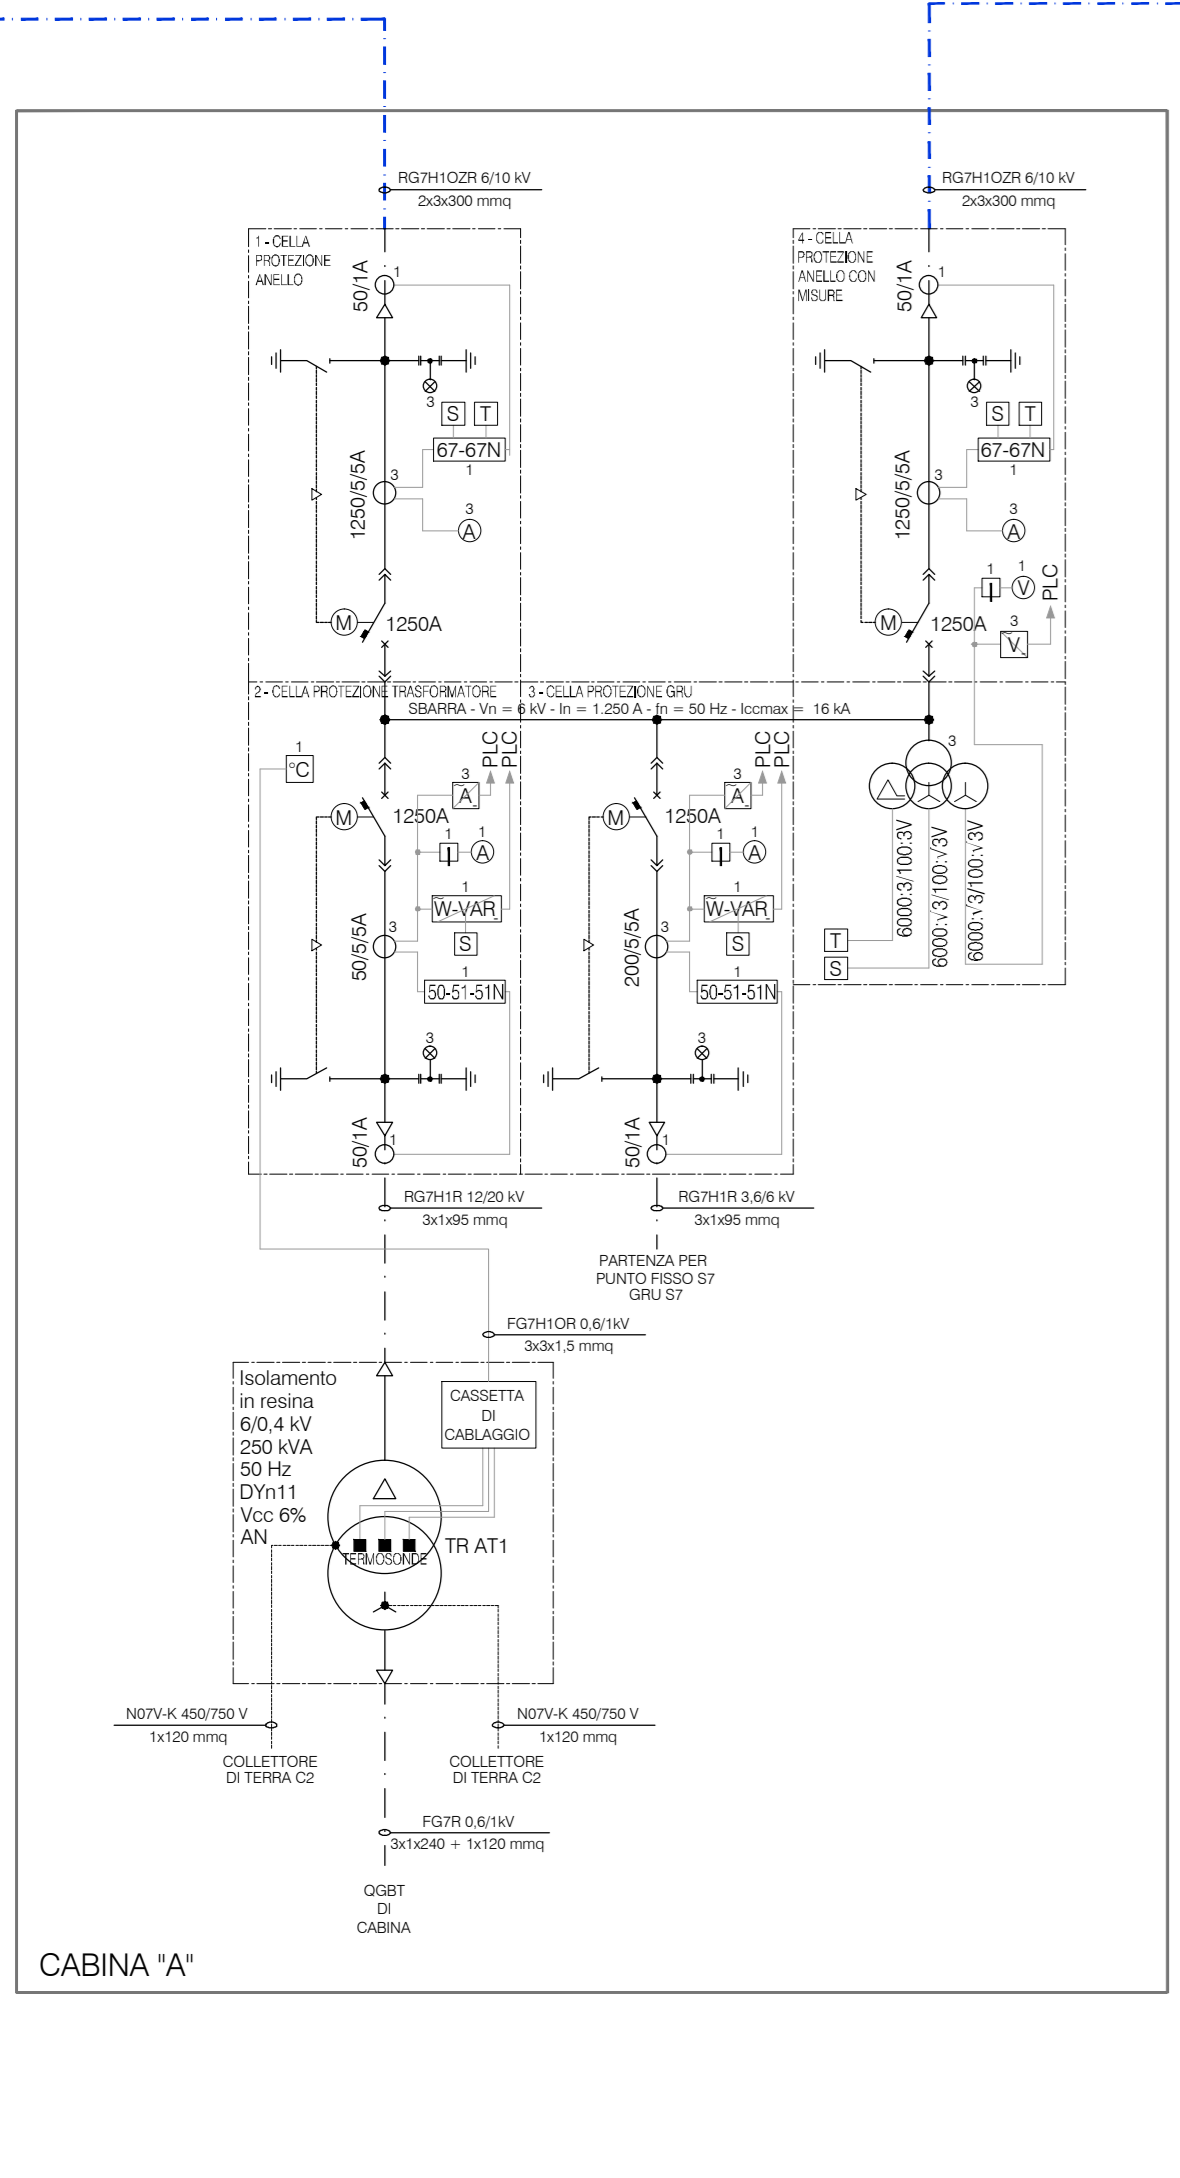 RG7H1OZR 6/10 kV
2x3x300 mmq
RG7H1OZR 6/10 kV
2x3x300 mmq
1 - CELLA
PROTEZIONE
ANELLO
50/1A
1
3
S
T
67-67N
1
1250/5/5A
3
3
A
M
1250A
4 - CELLA
PROTEZIONE
ANELLO CON
MISURE
50/1A
1
3
S
T
67-67N
1
1250/5/5A
3
3
A
1
1
V
PLC
M
1250A
3
V
2 - CELLA PROTEZIONE TRASFORMATORE
3 - CELLA PROTEZIONE GRU
SBARRA - Vn = 6 kV - In = 1.250 A - fn = 50 Hz - Iccmax = 16 kA
1
°C
PLC
PLC
3
A
M
1250A
1
1
A
1
W-VAR
S
50/5/5A
3
1
50-51-51N
3
50/1A
1
PLC
PLC
3
A
M
1250A
1
1
A
1
W-VAR
S
200/5/5A
3
1
50-51-51N
3
50/1A
1
3
6000:3/100:3V
6000:√3/100:√3V
6000:√3/100:√3V
T
S
RG7H1R 12/20 kV
3x1x95 mmq
RG7H1R 3,6/6 kV
3x1x95 mmq
PARTENZA PER
PUNTO FISSO S7
GRU S7
FG7H1OR 0,6/1kV
3x3x1,5 mmq
Isolamento
in resina
6/0,4 kV
250 kVA
50 Hz
DYn11
Vcc 6%
AN
CASSETTA
DI
CABLAGGIO
TERMOSONDE
TR AT1
N07V-K 450/750 V
1x120 mmq
COLLETTORE
DI TERRA C2
N07V-K 450/750 V
1x120 mmq
COLLETTORE
DI TERRA C2
FG7R 0,6/1kV
3x1x240 + 1x120 mmq
QGBT
DI
CABINA
CABINA "A"